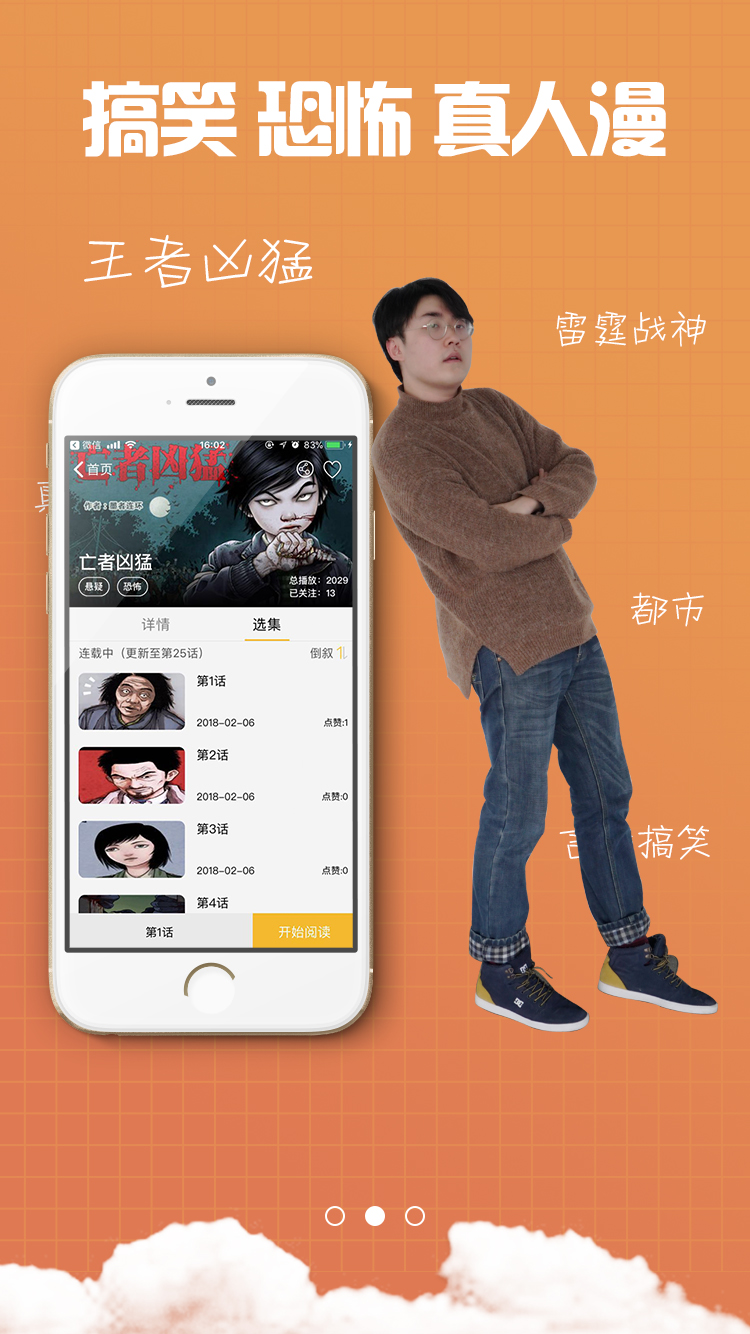 搞笑 恐怖 真人漫
王者凶猛
雷霆战神
微信 16:02 83%
亡者凶猛
首页
亡者凶猛
悬疑 恐怖
总播放：2029
已关注：13
详情 选集
连载中（更新至第25话） 倒叙
第1话
2018-02-06 点赞:1
第2话
2018-02-06 点赞:0
第3话
2018-02-06 点赞:0
第4话
第1话 开始阅读
都市
搞笑
DC